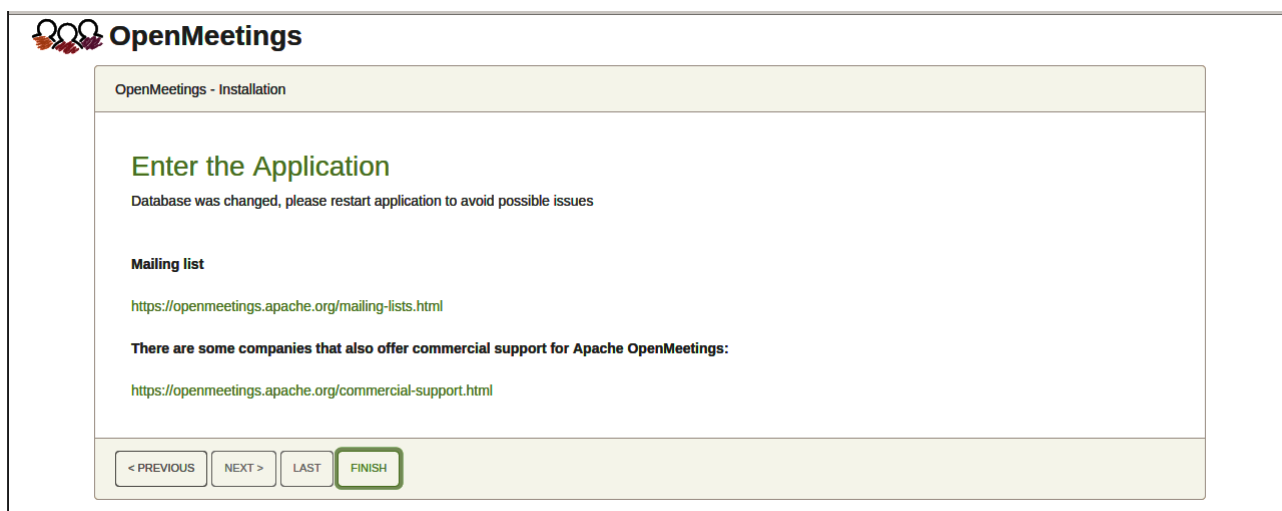 OpenMeetings
OpenMeetings - Installation
Enter the Application
Database was changed, please restart application to avoid possible issues
Mailing list
https://openmeetings.apache.org/mailing-lists.html
There are some companies that also offer commercial support for Apache OpenMeetings:
https://openmeetings.apache.org/commercial-support.html
< PREVIOUS NEXT > LAST FINISH